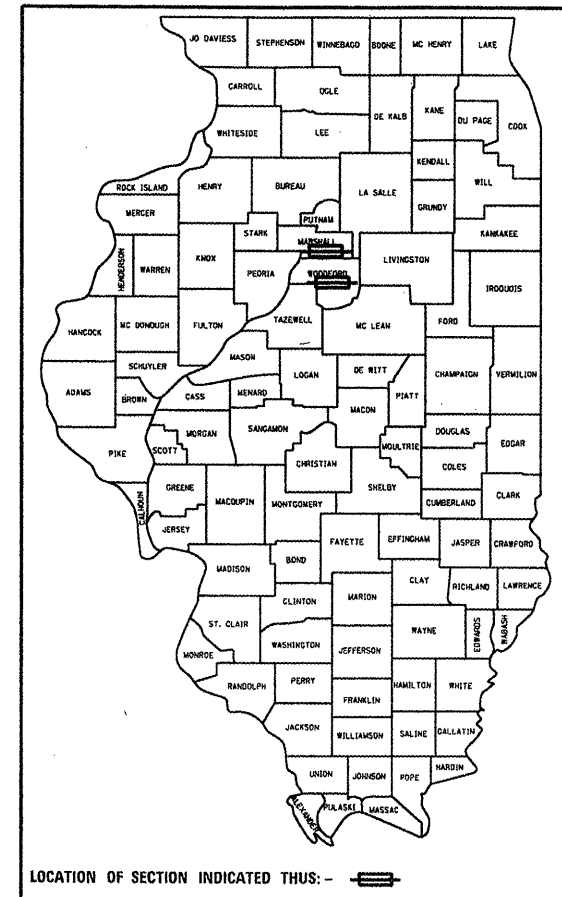 JO DAVIESS STEPHENSON WINNEBAGO BOONE MC HENRY LAKE
CARROLL OGLE DE KALB KANE DU PAGE COOK
WHITESIDE LEE KENDALL WILL
ROCK ISLAND HENRY BUREAU LA SALLE GRUNDY
MERCER PUTNAM KANKAKEE
HENDERSON WARREN KNOX STARK MARSHALL LIVINGSTON
PEORIA WOODFORD IROQUOIS
HANCOCK MC DONOUGH FULTON TAZEWELL MC LEAN FORD
SCHUYLER MASON LOGAN DE WITT CHAMPAIGN VERMILION
ADAMS BROWN CASS MENARD PIATT
MORGAN SANGAMON MACON DOUGLAS
PIKE SCOTT CHRISTIAN MOULTRIE COLES EDGAR
GREENE MACOUPIN MONTGOMERY SHELBY CUMBERLAND CLARK
CALHOUN JERSEY FAYETTE EFFINGHAM JASPER CRAWFORD
MADISON BOND CLAY RICHLAND LAWRENCE
CLINTON MARION
ST. CLAIR WASHINGTON JEFFERSON WAYNE EDWARDS WABASH
MONROE
RANDOLPH PERRY HAMILTON WHITE
FRANKLIN
JACKSON WILLIAMSON SALINE GALLATIN
UNION JOHNSON POPE HARDIN
ALEXANDER PULASKI MASSAC
LOCATION OF SECTION INDICATED THUS: -